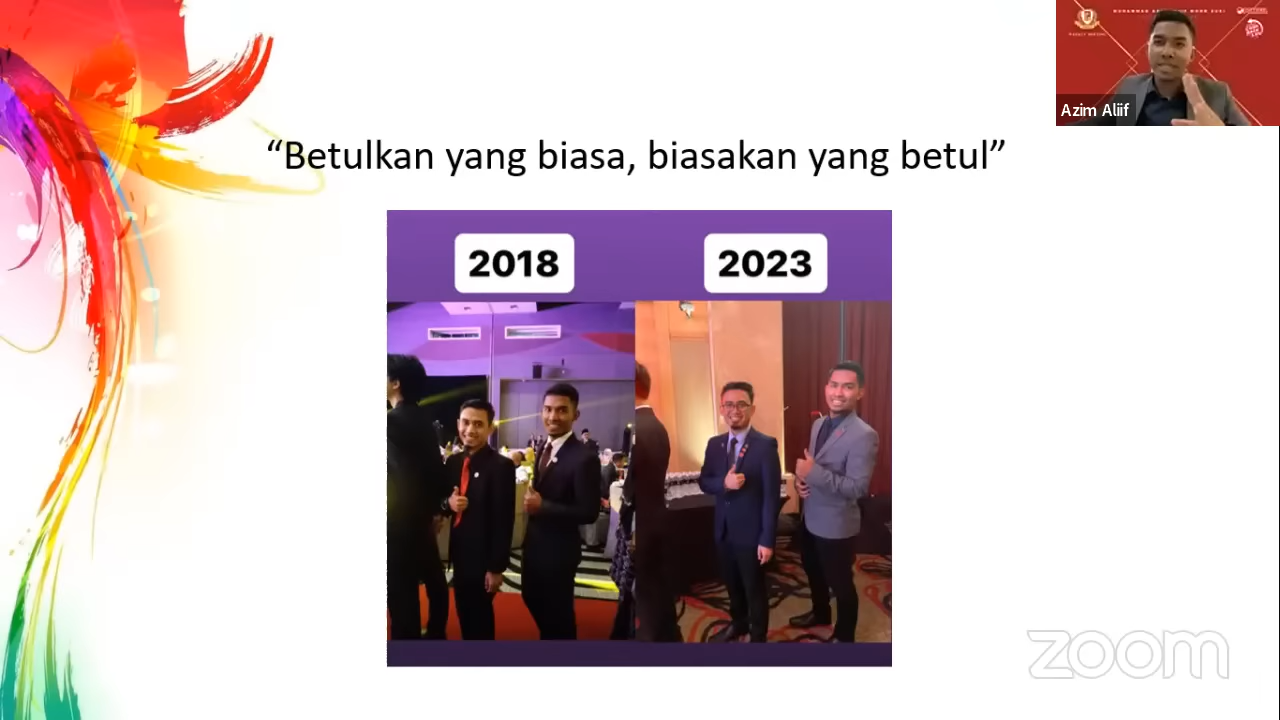 Azim Aliif
“Betulkan yang biasa, biasakan yang betul”
2018
2023
zoom